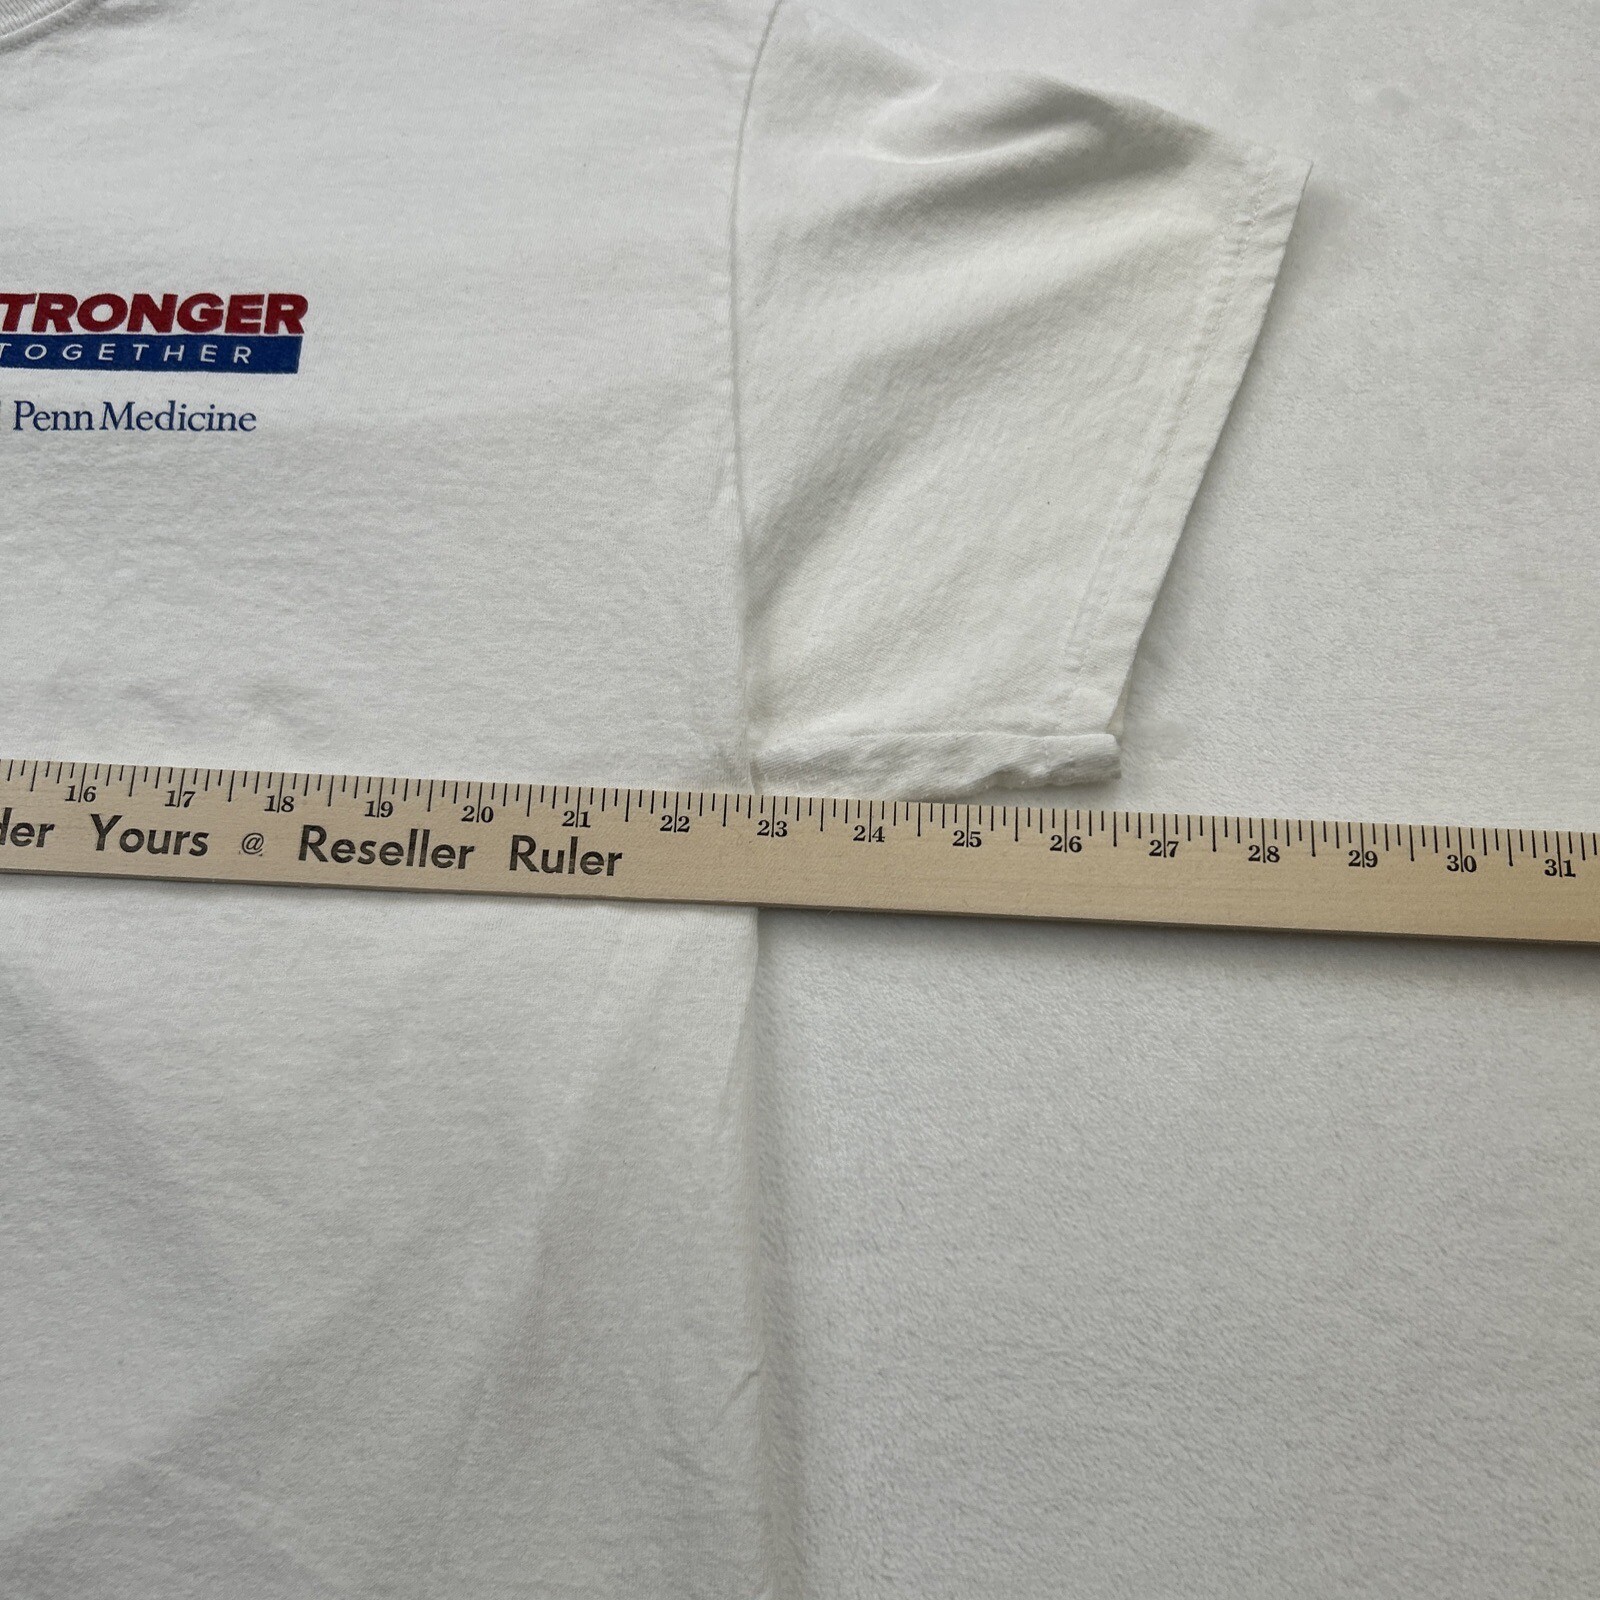 TRONGER
TOGETHER
Penn Medicine
16 17 18 19 20 21 22 23 24 25 26 27 28 29 30 31
der Yours @ Reseller Ruler